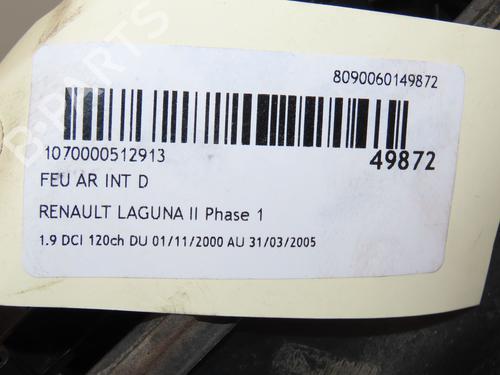 8090060149872
1070000512913
49872
FEU AR INT D
RENAULT LAGUNA II Phase 1
1.9 DCI 120ch DU 01/11/2000 AU 31/03/2005
B-PARTS